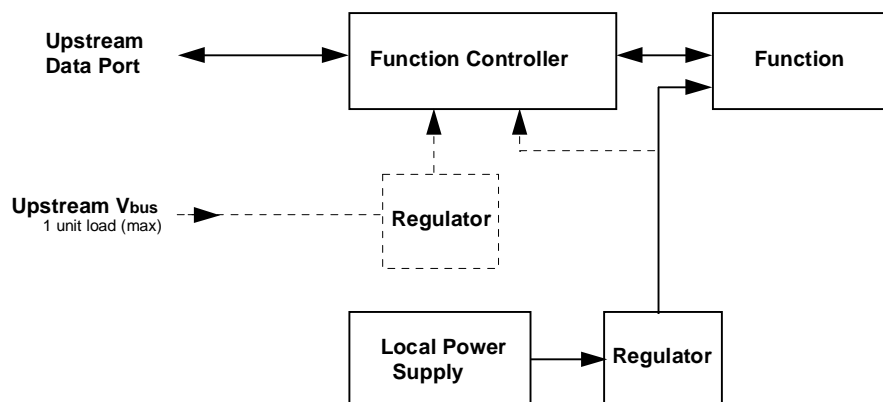 Upstream
Data Port
Function Controller
Function
Upstream Vbus
1 unit load (max)
Regulator
Local Power
Supply
Regulator